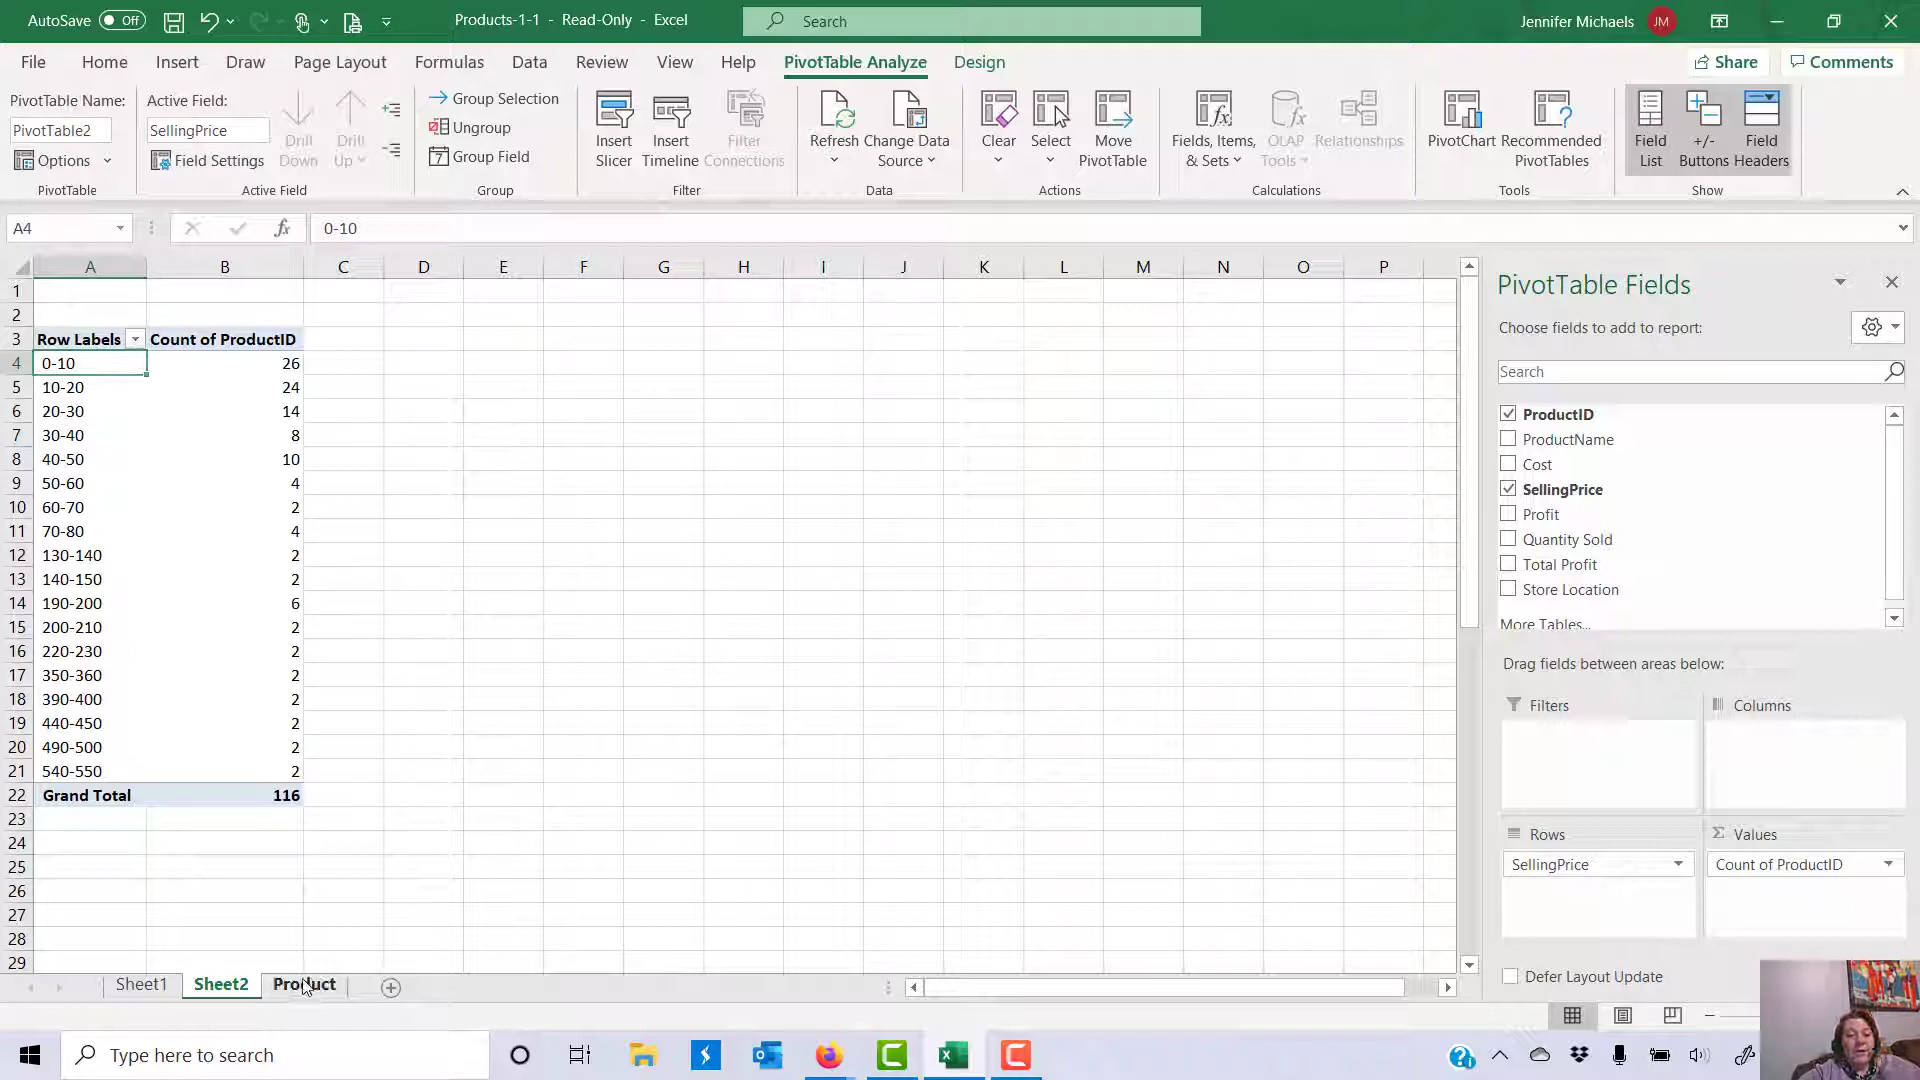 AutoSave Off Products-1-1 - Read-Only - Excel Search Jennifer Michaels JM
File Home Insert Draw Page Layout Formulas Data Review View Help PivotTable Analyze Design Share Comments
PivotTable Name:
PivotTable2
Options
PivotTable
Active Field:
SellingPrice
Field Settings
Drill Down
Drill Up
Active Field
Group Selection
Ungroup
Group Field
Group
Insert Slicer
Insert Timeline
Filter Connections
Filter
Refresh
Change Data Source
Data
Clear
Select
Move PivotTable
Actions
Fields, Items, & Sets
OLAP Tools
Relationships
Calculations
PivotChart
Recommended PivotTables
Tools
Field List
+/- Buttons
Field Headers
Show
A4 fx 0-10
A B C D E F G H I J K L M N O P
1
2
3 Row Labels Count of ProductID
4 0-10 26
5 10-20 24
6 20-30 14
7 30-40 8
8 40-50 10
9 50-60 4
10 60-70 2
11 70-80 4
12 130-140 2
13 140-150 2
14 190-200 6
15 200-210 2
16 220-230 2
17 350-360 2
18 390-400 2
19 440-450 2
20 490-500 2
21 540-550 2
22 Grand Total 116
23
24
25
26
27
28
29
PivotTable Fields
Choose fields to add to report:
Search
ProductID
ProductName
Cost
SellingPrice
Profit
Quantity Sold
Total Profit
Store Location
More Tables...
Drag fields between areas below:
Filters Columns
Rows Values
SellingPrice Count of ProductID
Defer Layout Update
Sheet1 Sheet2 Product
Type here to search